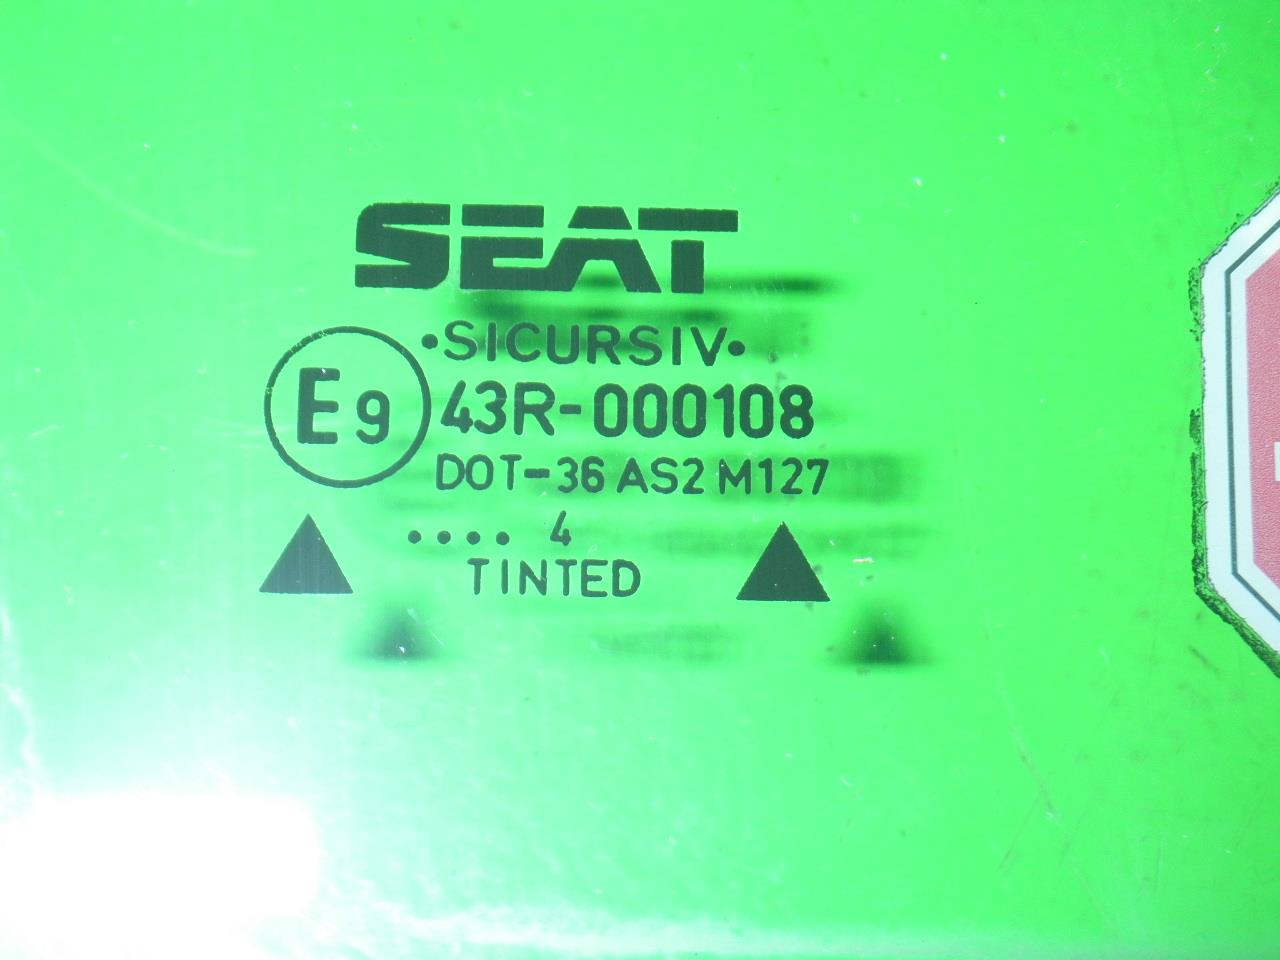 SEAT
•SICURSIV•
E9 43R-000108
DOT-36 AS2 M127
.... 4
TINTED